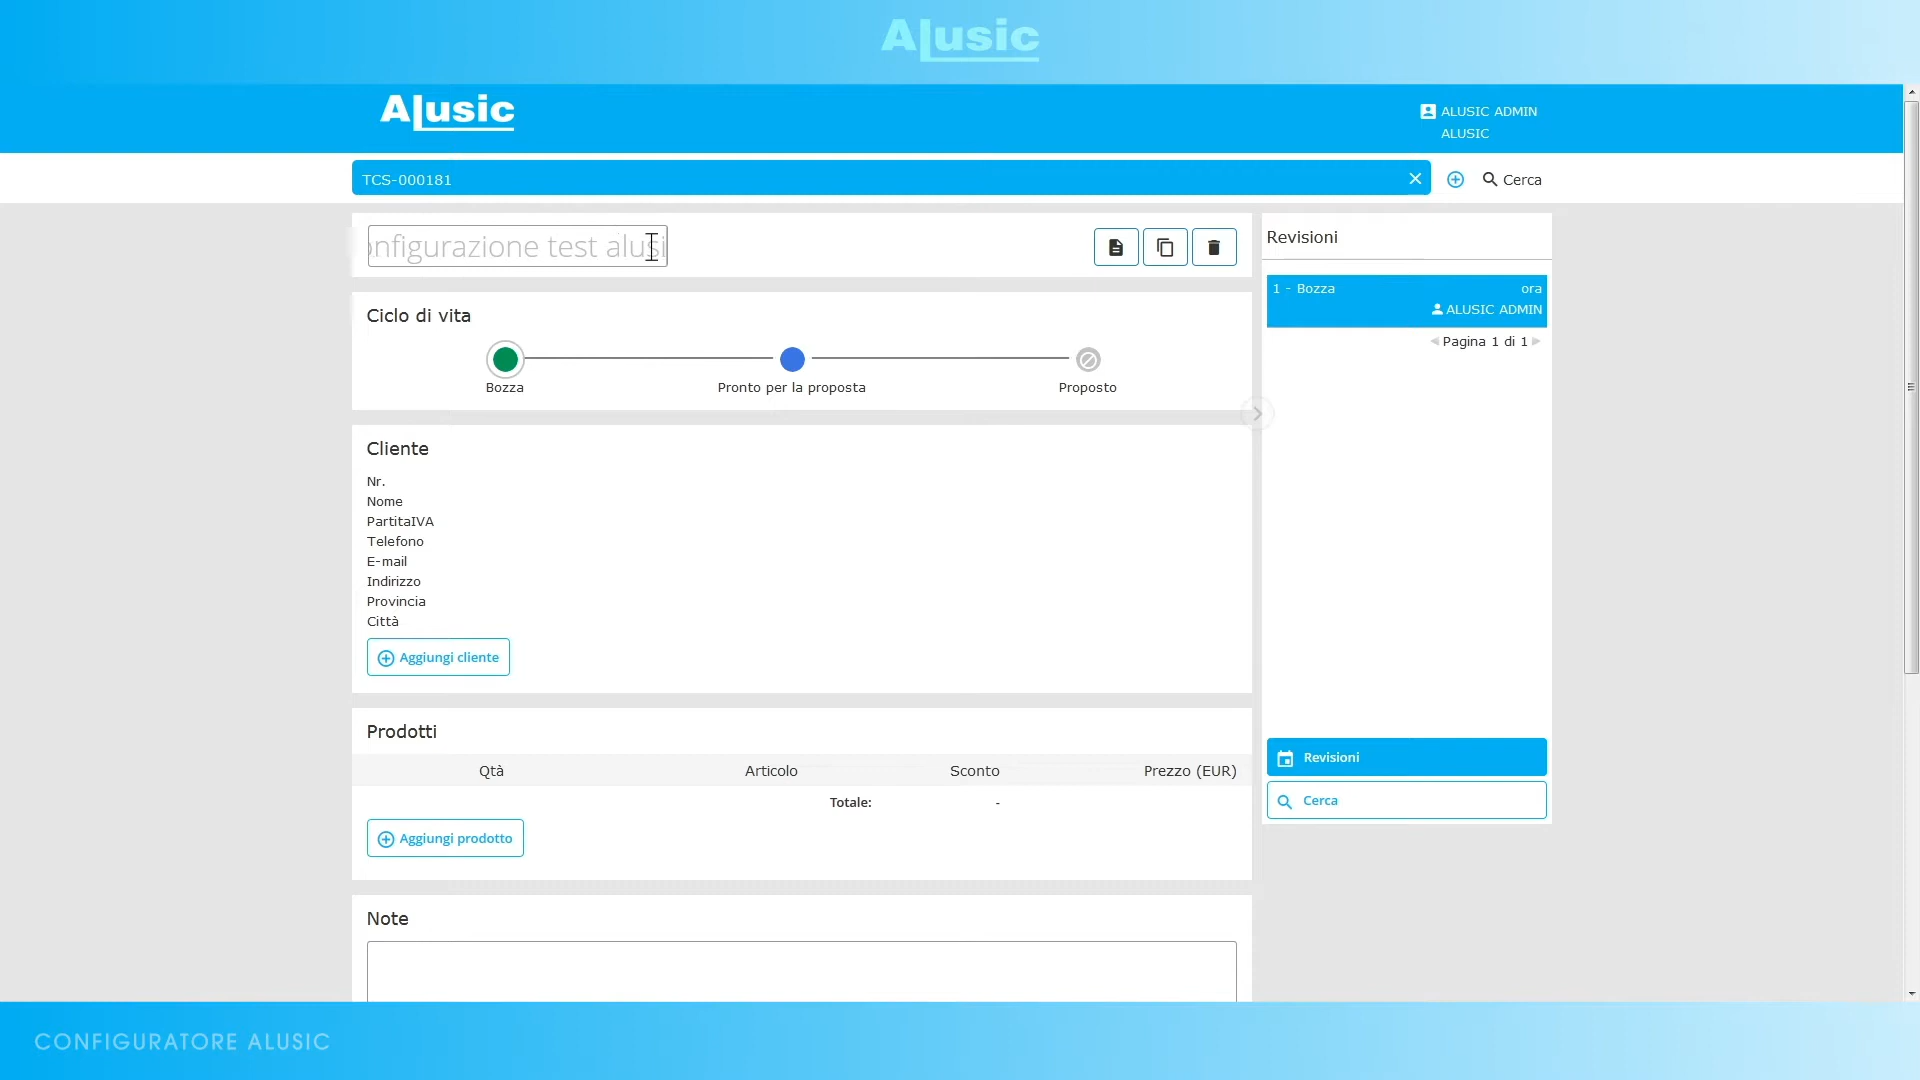 Alusic
Alusic
ALUSIC ADMIN
ALUSIC
TCS-000181
Cerca
onfigurazione test alusi
Revisioni
1 - Bozza ora
ALUSIC ADMIN
Pagina 1 di 1
Ciclo di vita
Bozza
Pronto per la proposta
Proposto
Cliente
Nr.
Nome
PartitaIVA
Telefono
E-mail
Indirizzo
Provincia
Città
Aggiungi cliente
Prodotti
Qtà Articolo Sconto Prezzo (EUR)
Totale: -
Aggiungi prodotto
Revisioni
Cerca
Note
CONFIGURATORE ALUSIC